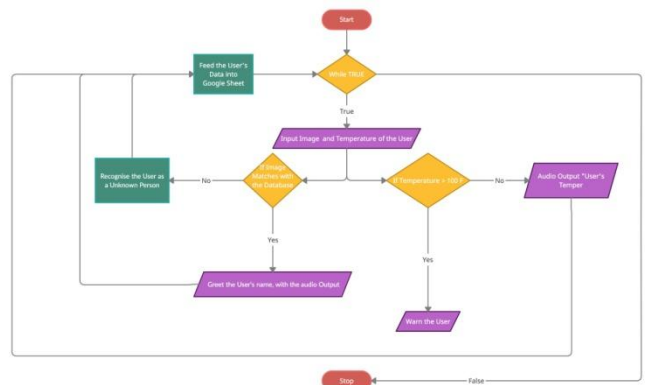 Start
Feed the User's
Data into
Google Sheet
While TRUE
True
Input Image and Temperature of the User
If Image
Matches with
the Database
If Temperature > 100 F
Recognise the User as
a Unknown Person
No
No
Audio Output "User's
Temper
Yes
Yes
Greet the User's name, with the audio Output
Warn the User
Stop
False